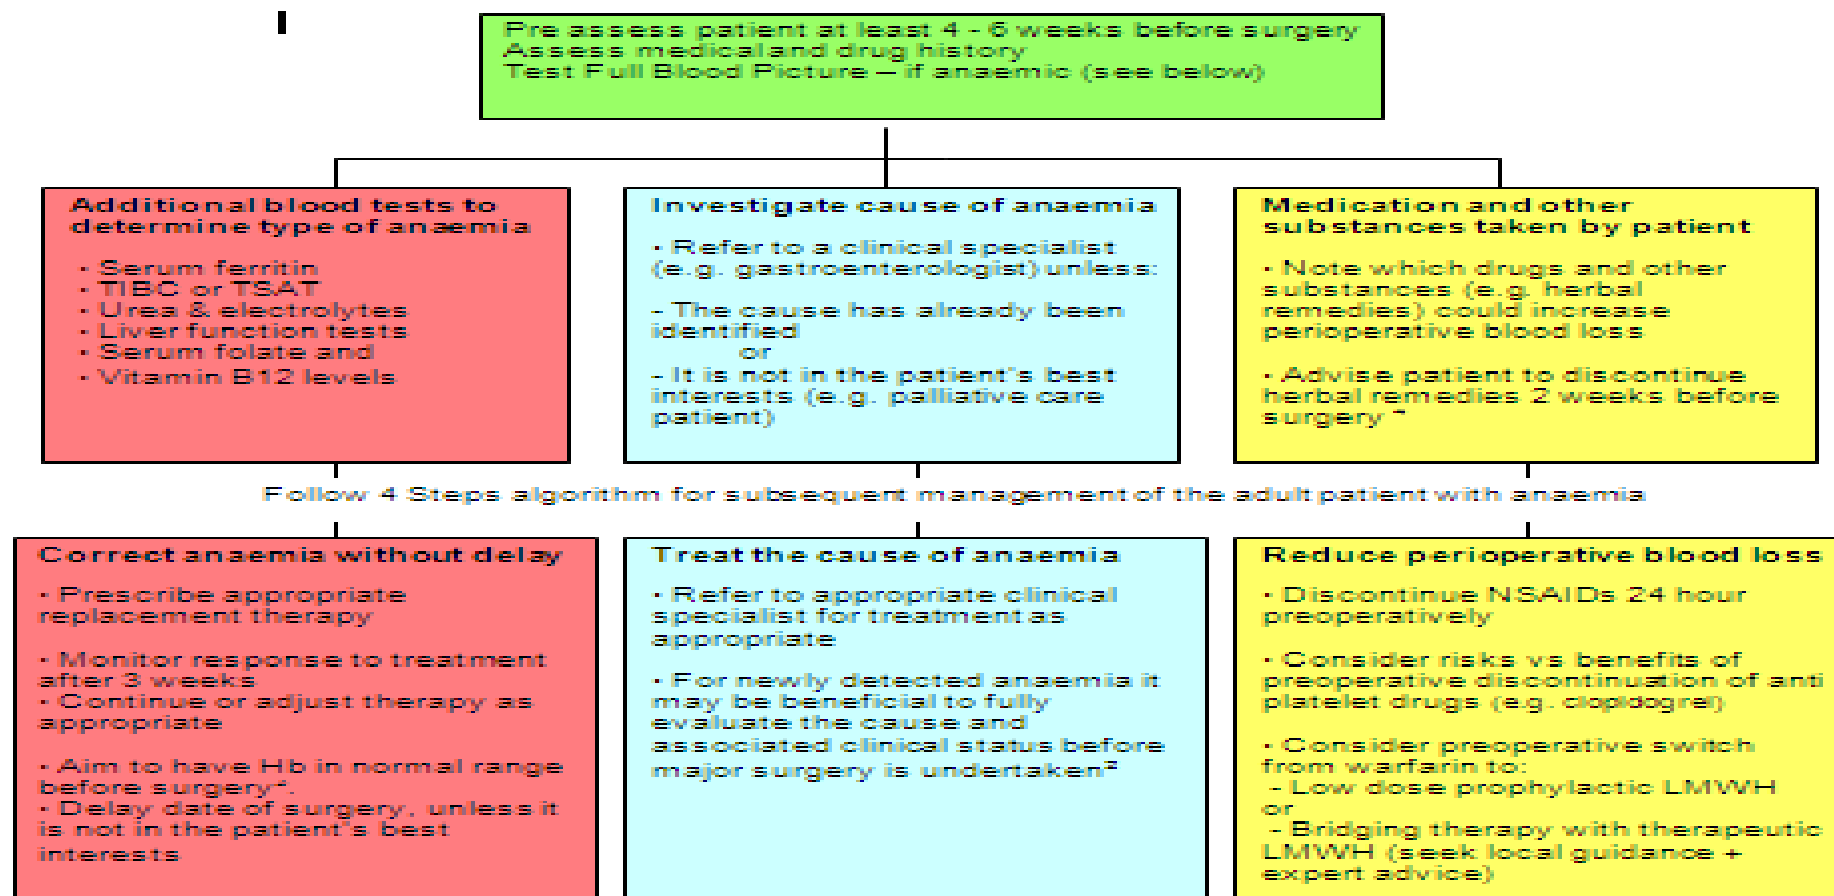 Pre assess patient at least 4 - 6 weeks before surgery
Assess medical and drug history
Test Full Blood Picture – if anaemic (see below)
Additional blood tests to
determine type of anaemia
• Serum ferritin
• TIBC or TSAT
• Urea & electrolytes
• Liver function tests
• Serum folate and
• Vitamin B12 levels
Investigate cause of anaemia
• Refer to a clinical specialist
(e.g. gastroenterologist) unless:
- The cause has already been
identified
or
- It is not in the patient's best
interests (e.g. palliative care
patient)
Medication and other
substances taken by patient
• Note which drugs and other
substances (e.g. herbal
remedies) could increase
perioperative blood loss
• Advise patient to discontinue
herbal remedies 2 weeks before
surgery
Follow 4 Steps algorithm for subsequent management of the adult patient with anaemia
Correct anaemia without delay
• Prescribe appropriate
replacement therapy
• Monitor response to treatment
after 3 weeks
• Continue or adjust therapy as
appropriate
• Aim to have Hb in normal range
before surgery.
• Delay date of surgery, unless it
is not in the patient's best
interests
Treat the cause of anaemia
• Refer to appropriate clinical
specialist for treatment as
appropriate
• For newly detected anaemia it
may be beneficial to fully
evaluate the cause and
associated clinical status before
major surgery is undertaken²
Reduce perioperative blood loss
• Discontinue NSAIDs 24 hour
preoperatively
• Consider risks vs benefits of
preoperative discontinuation of anti
platelet drugs (e.g. clopidogrel)
• Consider preoperative switch
from warfarin to:
- Low dose prophylactic LMWH
or
- Bridging therapy with therapeutic
LMWH (seek local guidance +
expert advice)